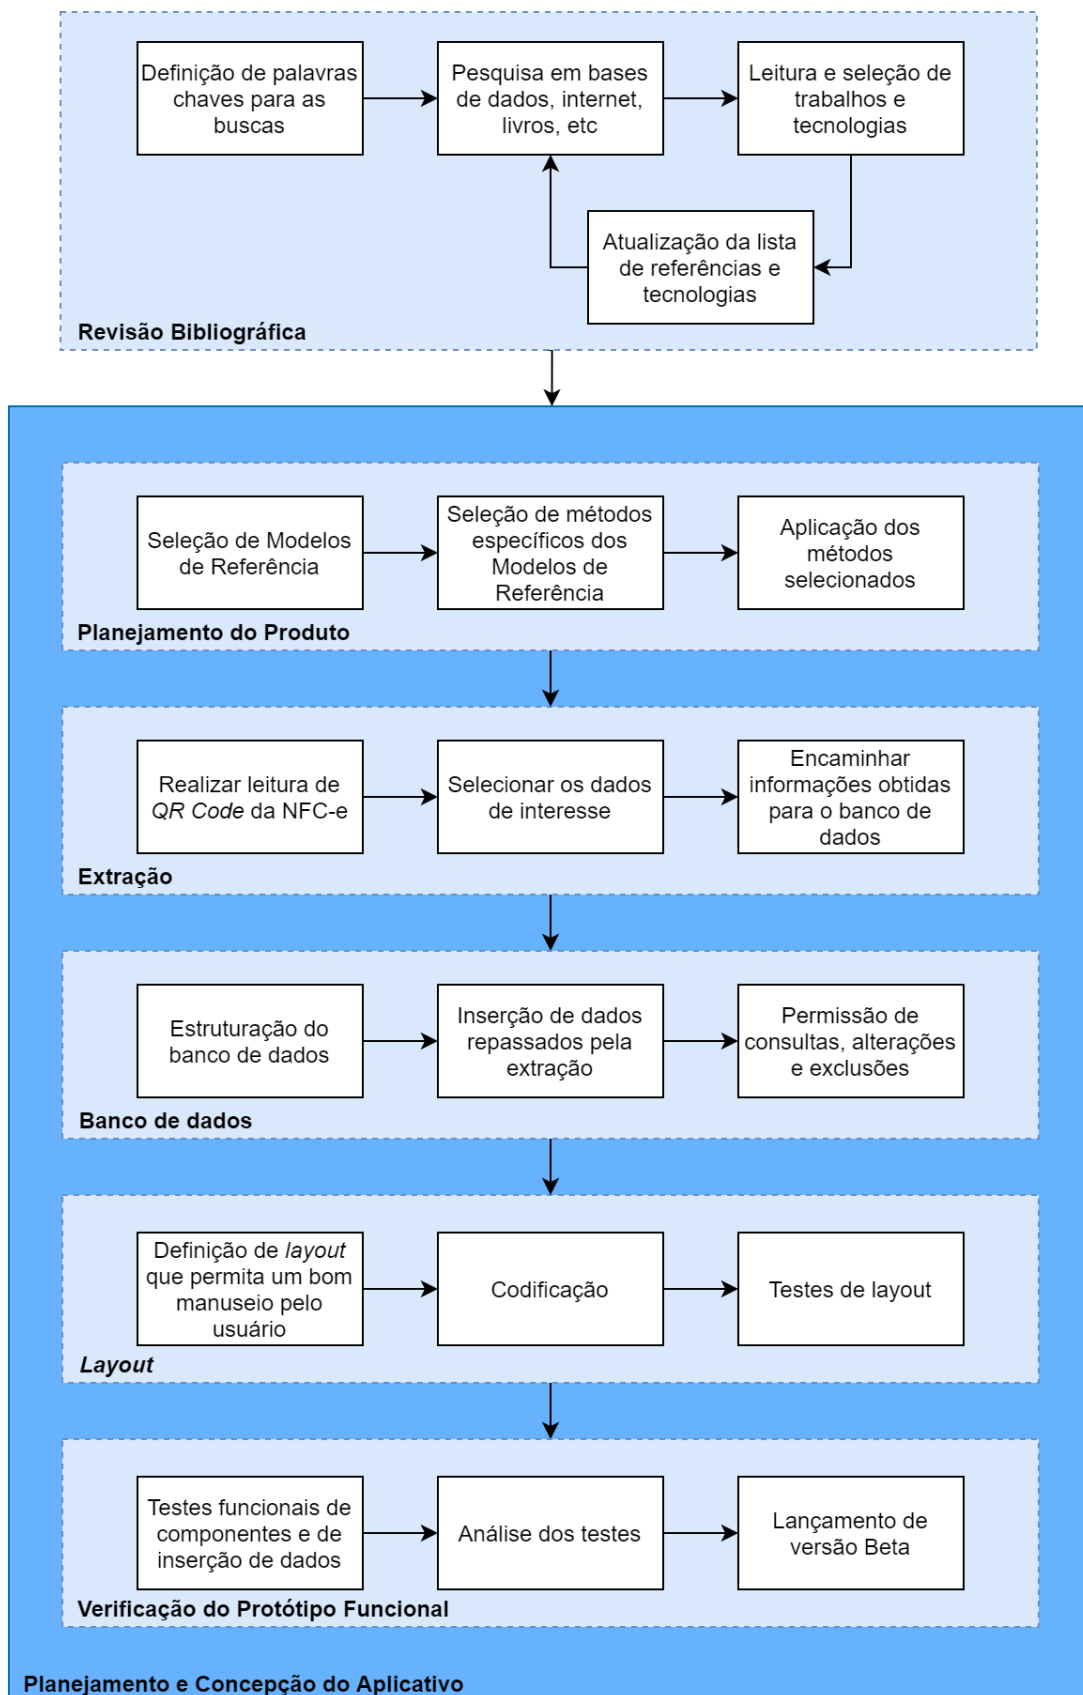 Definição de palavras
chaves para as
buscas
Pesquisa em bases
de dados, internet,
livros, etc
Leitura e seleção de
trabalhos e
tecnologias
Atualização da lista
de referências e
tecnologias
Revisão Bibliográfica
Seleção de Modelos
de Referência
Seleção de métodos
específicos dos
Modelos de
Referência
Aplicação dos
métodos
selecionados
Planejamento do Produto
Realizar leitura de
QR Code da NFC-e
Selecionar os dados
de interesse
Encaminhar
informações obtidas
para o banco de
dados
Extração
Estruturação do
banco de dados
Inserção de dados
repassados pela
extração
Permissão de
consultas, alterações
e exclusões
Banco de dados
Definição de layout
que permita um bom
manuseio pelo
usuário
Codificação
Testes de layout
Layout
Testes funcionais de
componentes e de
inserção de dados
Análise dos testes
Lançamento de
versão Beta
Verificação do Protótipo Funcional
Planejamento e Concepção do Aplicativo